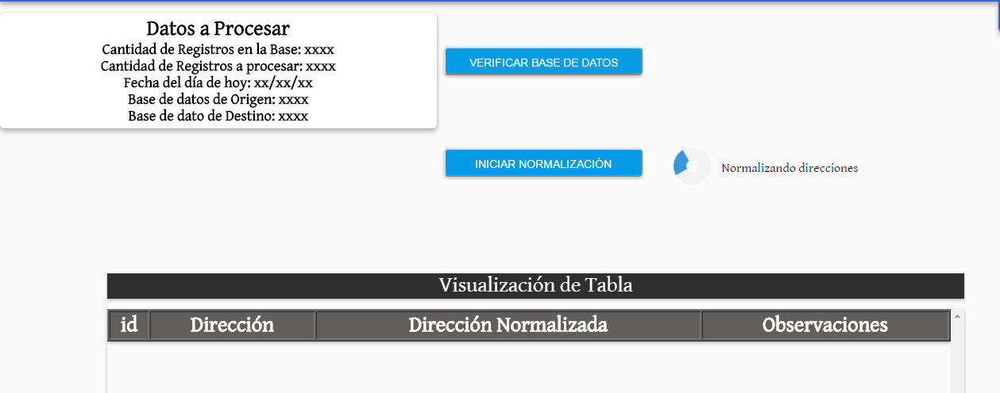 Datos a Procesar
Cantidad de Registros en la Base: xxxx
Cantidad de Registros a procesar: xxxx
Fecha del día de hoy: xx/xx/xx
Base de datos de Origen: xxxx
Base de dato de Destino: xxxx
VERIFICAR BASE DE DATOS
INICIAR NORMALIZACIÓN
Normalizando direcciones
Visualización de Tabla
id Dirección Dirección Normalizada Observaciones